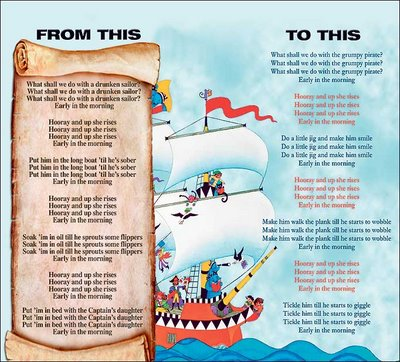 FROM THIS
What shall we do with a drunken sailor?
What shall we do with a drunken sailor?
What shall we do with a drunken sailor?
Early in the morning
Hooray and up she rises
Hooray and up she rises
Hooray and up she rises
Early in the morning
Put him in the long boat 'til he's sober
Put him in the long boat 'til he's sober
Put him in the long boat 'til he's sober
Early in the morning
Hooray and up she rises
Hooray and up she rises
Hooray and up she rises
Early in the morning
Soak 'im in oil till he sprouts some flippers
Soak 'im in oil till he sprouts some flippers
Soak 'im in oil till he sprouts some flippers
Early in the morning
Hooray and up she rises
Hooray and up she rises
Hooray and up she rises
Early in the morning
Put 'im in bed with the Captain's daughter
Put 'im in bed with the Captain's daughter
Put 'im in bed with the Captain's daughter
Early in the morning
TO THIS
What shall we do with the grumpy pirate?
What shall we do with the grumpy pirate?
What shall we do with the grumpy pirate?
Early in the morning
Hooray and up she rises
Hooray and up she rises
Hooray and up she rises
Early in the morning
Do a little jig and make him smile
Do a little jig and make him smile
Do a little jig and make him smile
Early in the morning
Hooray and up she rises
Hooray and up she rises
Hooray and up she rises
Early in the morning
Make him walk the plank till he starts to wobble
Make him walk the plank till he starts to wobble
Make him walk the plank till he starts to wobble
Early in the morning
Hooray and up she rises
Hooray and up she rises
Hooray and up she rises
Early in the morning
Tickle him till he starts to giggle
Tickle him till he starts to giggle
Tickle him till he starts to giggle
Early in the morning